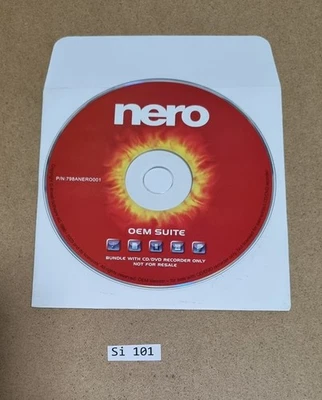 nero
P/N:798ANERO001
OEM SUITE
BUNDLE WITH CD/DVD RECORDER ONLY
NOT FOR RESALE
Si 101